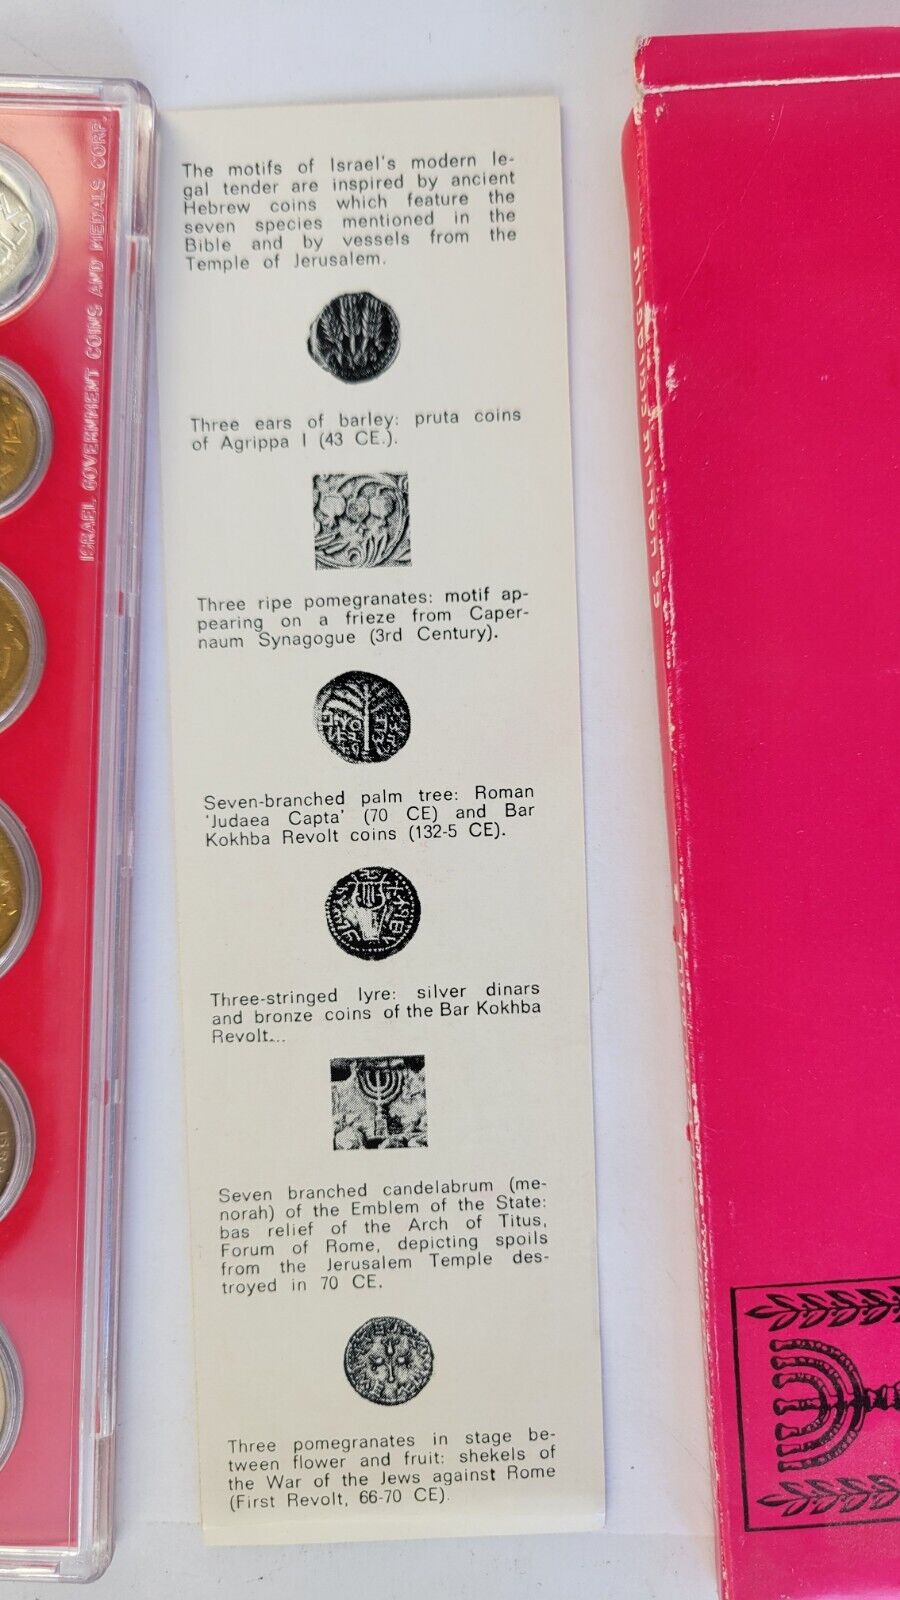 ISRAEL GOVERNMENT COINS AND MEDALS CORP.
The motifs of Israel's modern le-
gal tender are inspired by ancient
Hebrew coins which feature the
seven species mentioned in the
Bible and by vessels from the
Temple of Jerusalem.
Three ears of barley: pruta coins
of Agrippa I (43 CE.).
Three ripe pomegranates: motif ap-
pearing on a frieze from Caper-
naum Synagogue (3rd Century).
Seven-branched palm tree: Roman
'Judaea Capta' (70 CE) and Bar
Kokhba Revolt coins (132-5 CE).
Three-stringed lyre: silver dinars
and bronze coins of the Bar Kokhba
Revolt...
Seven branched candelabrum (me-
norah) of the Emblem of the State:
bas relief of the Arch of Titus,
Forum of Rome, depicting spoils
from the Jerusalem Temple des-
troyed in 70 CE.
Three pomegranates in stage be-
tween flower and fruit: shekels of
the War of the Jews against Rome
(First Revolt, 66-70 CE).